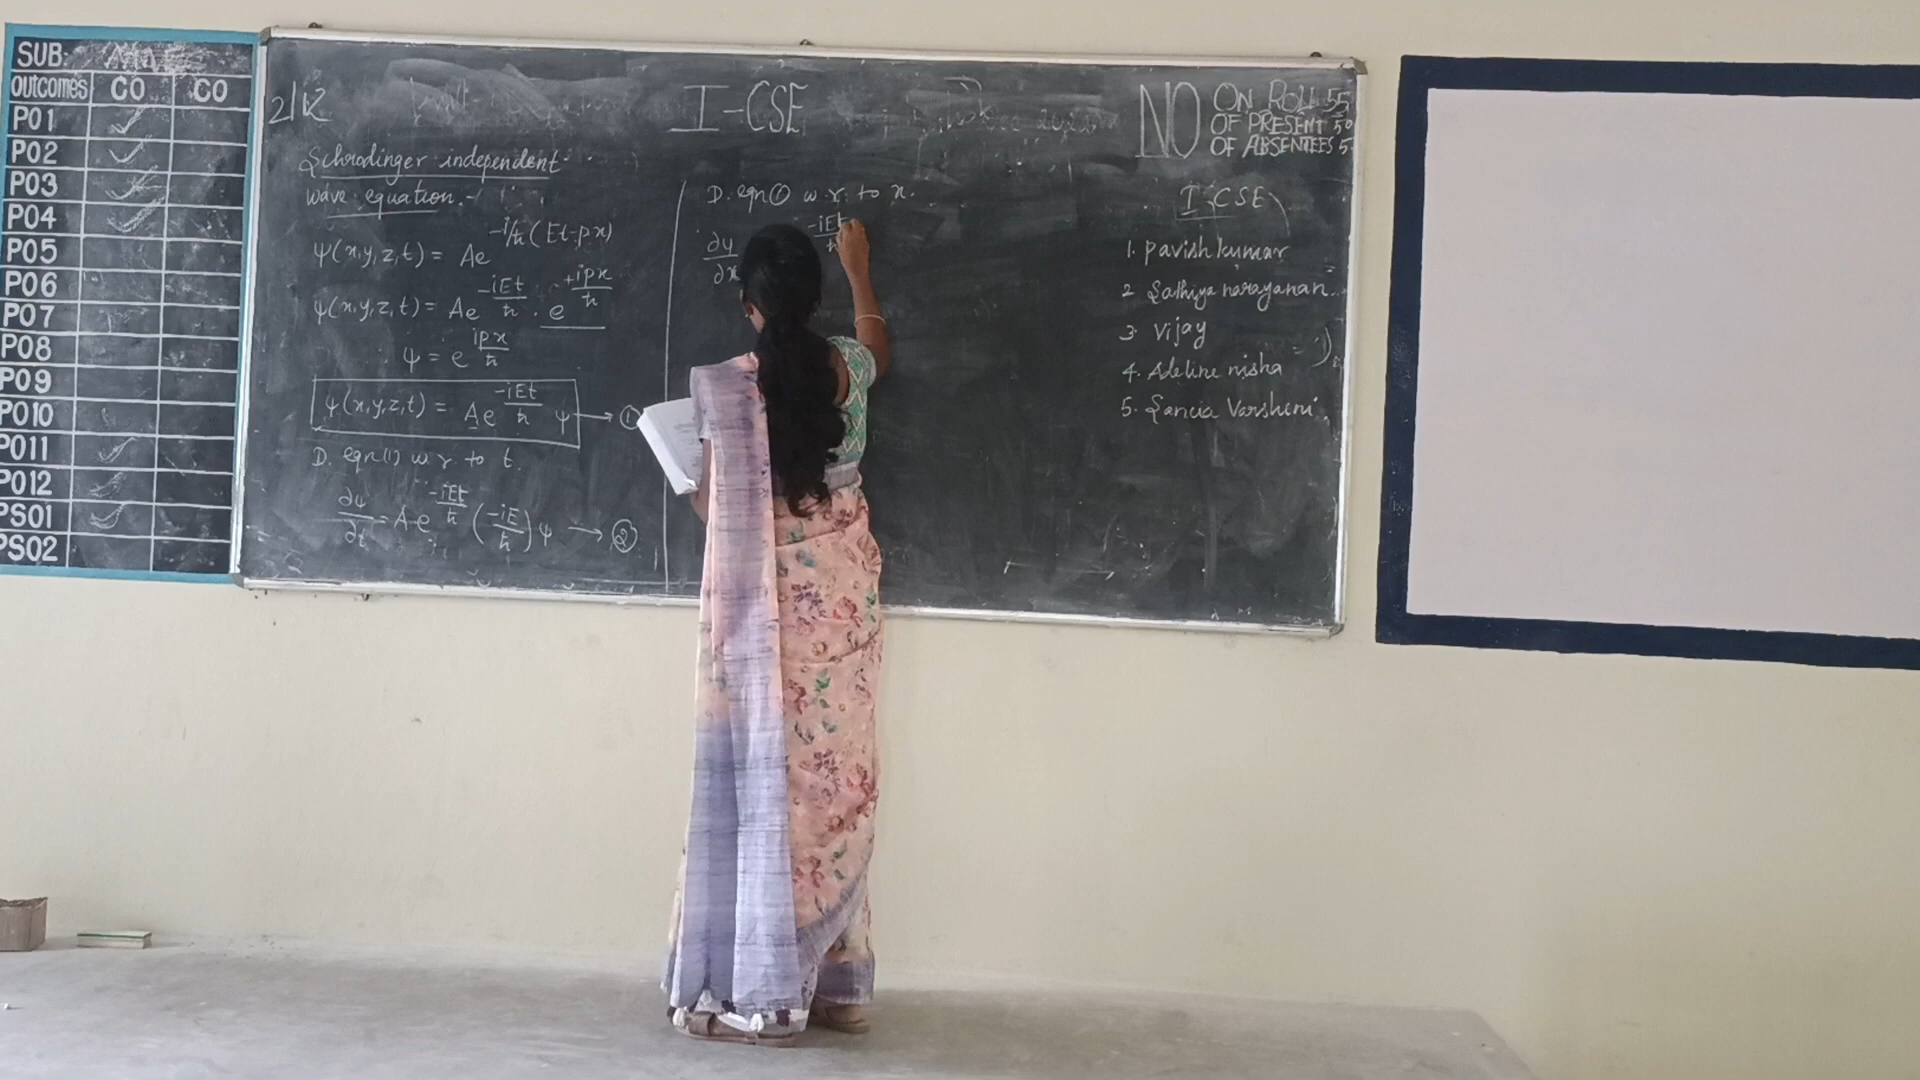 SUB:
outcomes CO CO
PO1
PO2
PO3
PO4
PO5
PO6
PO7
PO8
PO9
PO10
PO11
PO12
PSO1
PSO2
I-CSE
NO ON ROLL 55
OF PRESENT 50
OF ABSENTEES 5
Schrodinger independent
wave equation.-
ψ(x,y,z,t) = Ae^-i/ħ(Et-px)
ψ(x,y,z,t) = Ae^-iEt/ħ . e^+ipx/ħ
ψ = e^ipx/ħ
ψ(x,y,z,t) = Ae^-iEt/ħ ψ → ①
D. eqn(1) w.r. to t.
∂ψ/∂t = Ae^-iEt/ħ (-iE/ħ) ψ → ②
D. eqn① w.r. to x.
∂ψ/∂x -iEt/ħ
I CSE
1. Pavish kumar
2 Sathiya narayanan
3. Vijay
4. Adeline nisha
5. Sancia Varsheni